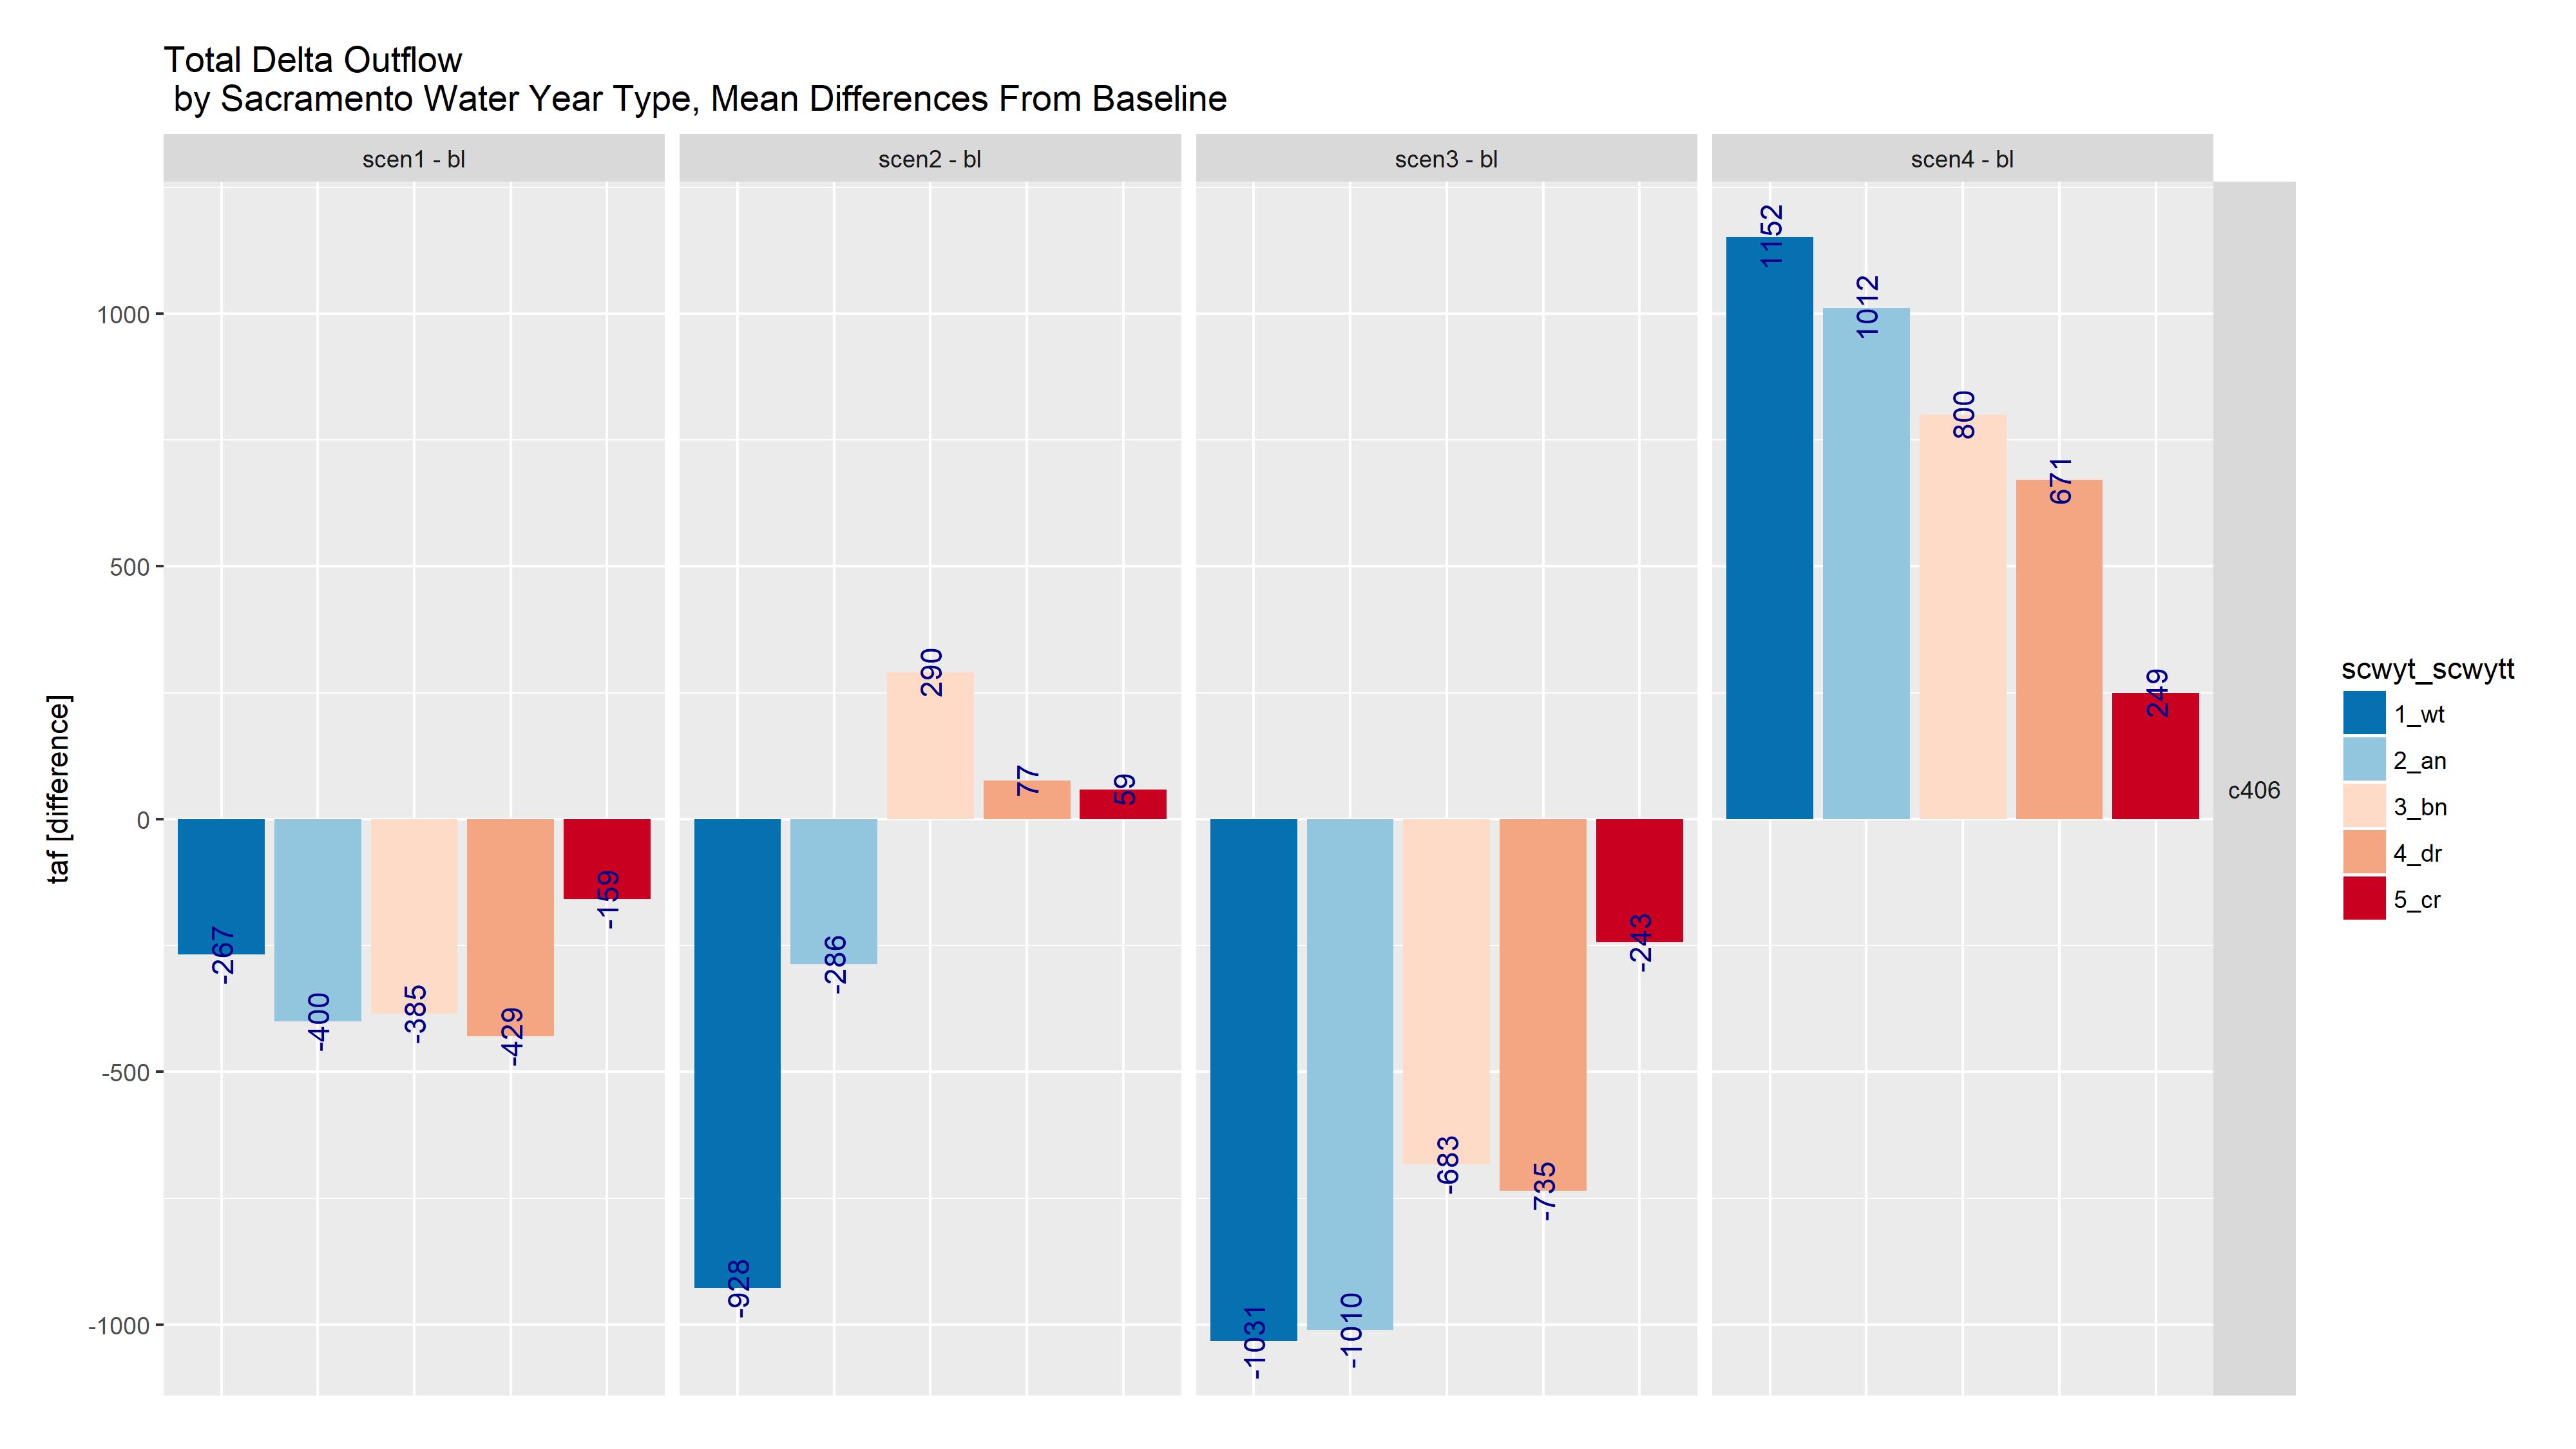 Total Delta Outflow
by Sacramento Water Year Type, Mean Differences From Baseline
scen1 - bl
scen2 - bl
scen3 - bl
scen4 - bl
taf [difference]
1000
500
0
-500
-1000
-267
-400
-385
-429
-159
-928
-286
290
77
59
-1031
-1010
-683
-735
-243
1152
1012
800
671
249
c406
scwyt_scwytt
1_wt
2_an
3_bn
4_dr
5_cr